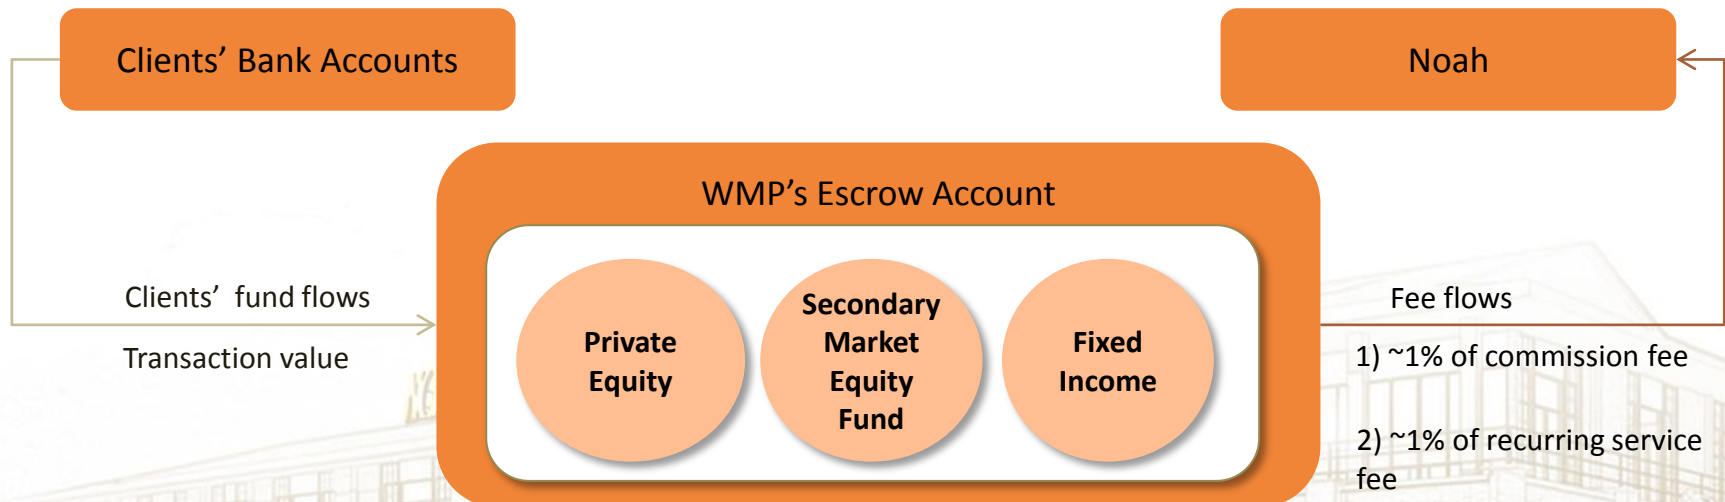 Clients’ Bank Accounts
Noah
WMP’s Escrow Account
Clients’  fund flows
Transaction value
Private
Equity
Secondary
Market
Equity
Fund
Fixed
Income
Fee flows
1) ~1% of commission fee
2) ~1% of recurring service
fee